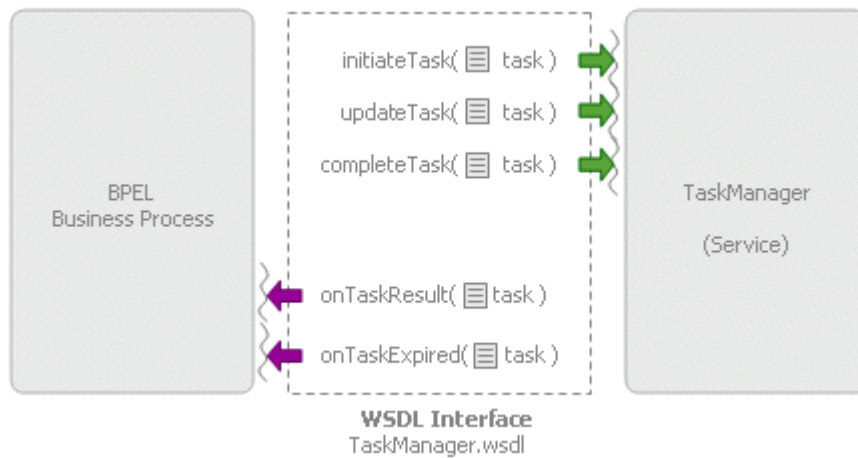 initiateTask( task )
updateTask( task )
completeTask( task )
BPEL
Business Process
TaskManager
(Service)
onTaskResult( task )
onTaskExpired( task )
WSDL Interface
TaskManager.wsdl